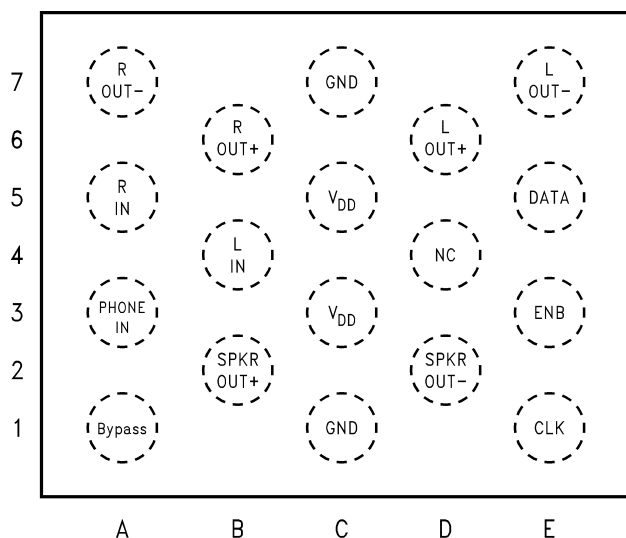 7
R
OUT-
GND
L
OUT-
6
R
OUT+
L
OUT+
5
R
IN
VDD
DATA
4
L
IN
NC
3
PHONE
IN
VDD
ENB
2
SPKR
OUT+
SPKR
OUT-
1
Bypass
GND
CLK
A B C D E